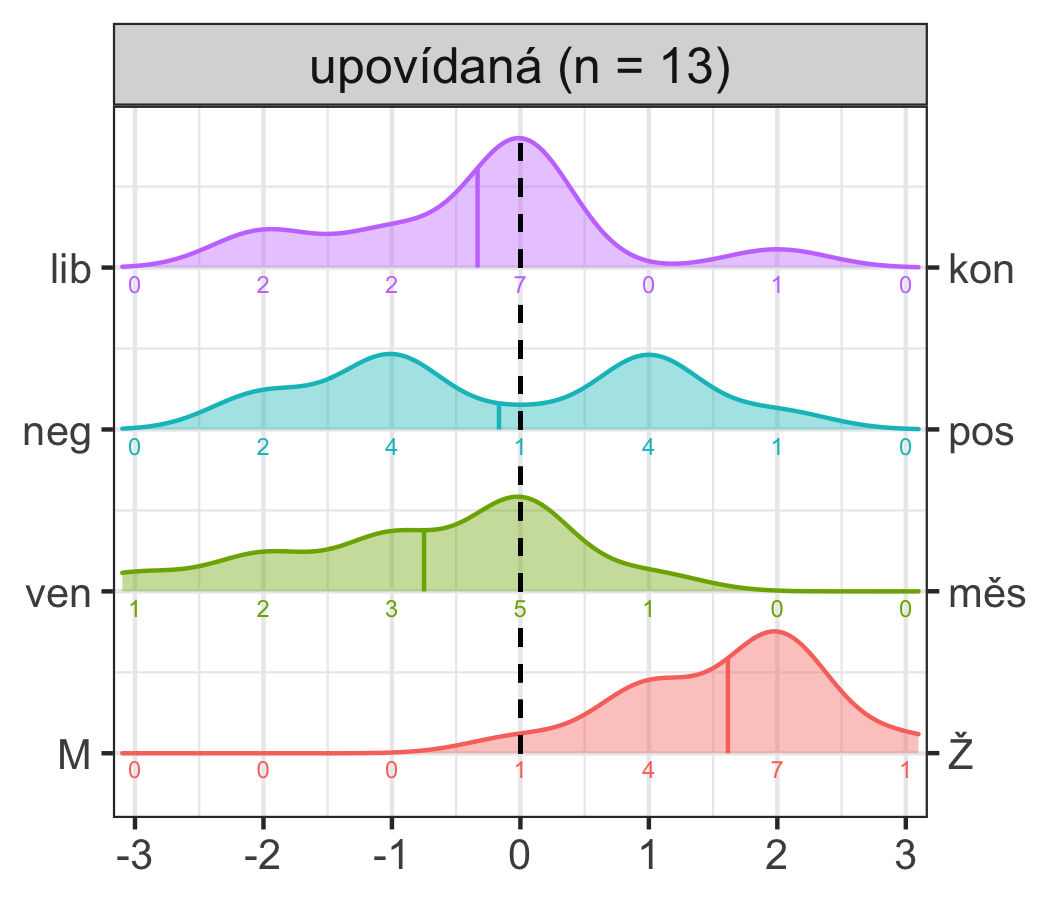 upovídaná (n = 13)
lib kon
0 2 2 7 0 1 0
neg pos
0 2 4 1 4 1 0
ven měs
1 2 3 5 1 0 0
M Ž
0 0 0 1 4 7 1
-3 -2 -1 0 1 2 3